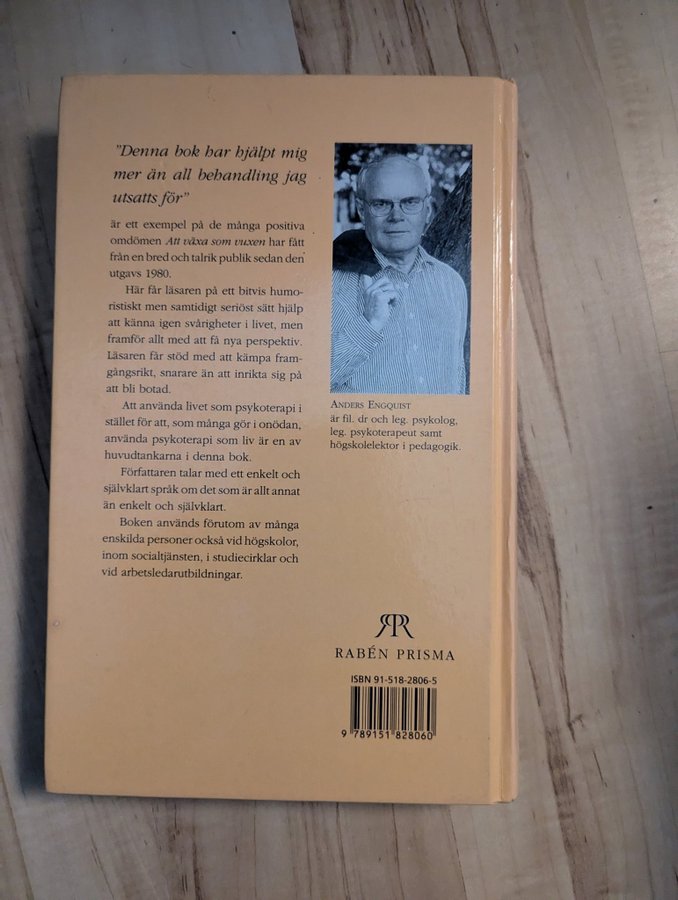 "Denna bok har hjälpt mig
mer än all behandling jag
utsatts för"
är ett exempel på de många positiva
omdömen Att växa som vuxen har fått
från en bred och talrik publik sedan den
utgavs 1980.
Här får läsaren på ett bitvis humo-
ristiskt men samtidigt seriöst sätt hjälp
att känna igen svårigheter i livet, men
framför allt med att få nya perspektiv.
Läsaren får stöd med att kämpa fram-
gångsrikt, snarare än att inrikta sig på
att bli botad.
Att använda livet som psykoterapi i
stället för att, som många gör i onödan,
använda psykoterapi som liv är en av
huvudtankarna i denna bok.
Författaren talar med ett enkelt och
självklart språk om det som är allt annat
än enkelt och självklart.
Boken används förutom av många
enskilda personer också vid högskolor,
inom socialtjänsten, i studiecirklar och
vid arbetsledarutbildningar.
ANDERS ENGQUIST
är fil. dr och leg. psykolog,
leg. psykoterapeut samt
högskolelektor i pedagogik.
RABÉN PRISMA
ISBN 91-518-2806-5
9 789151 828060